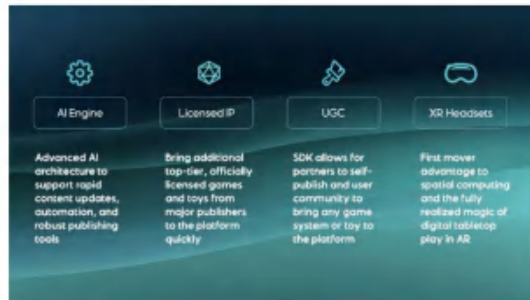 AI Engine
Advanced AI
architecture to
support rapid
content updates,
automation, and
robust publishing
tools
Licensed IP
Bring additional
top-tier, officially
licensed games
and toys from
major publishers
to the platform
quickly
UGC
SDK allows for
partners to self-
publish and user
community to
bring any game
system or toy to
the platform
XR Headsets
First mover
advantage to
spatial computing
and the fully
realized magic of
digital tabletop
play in AR